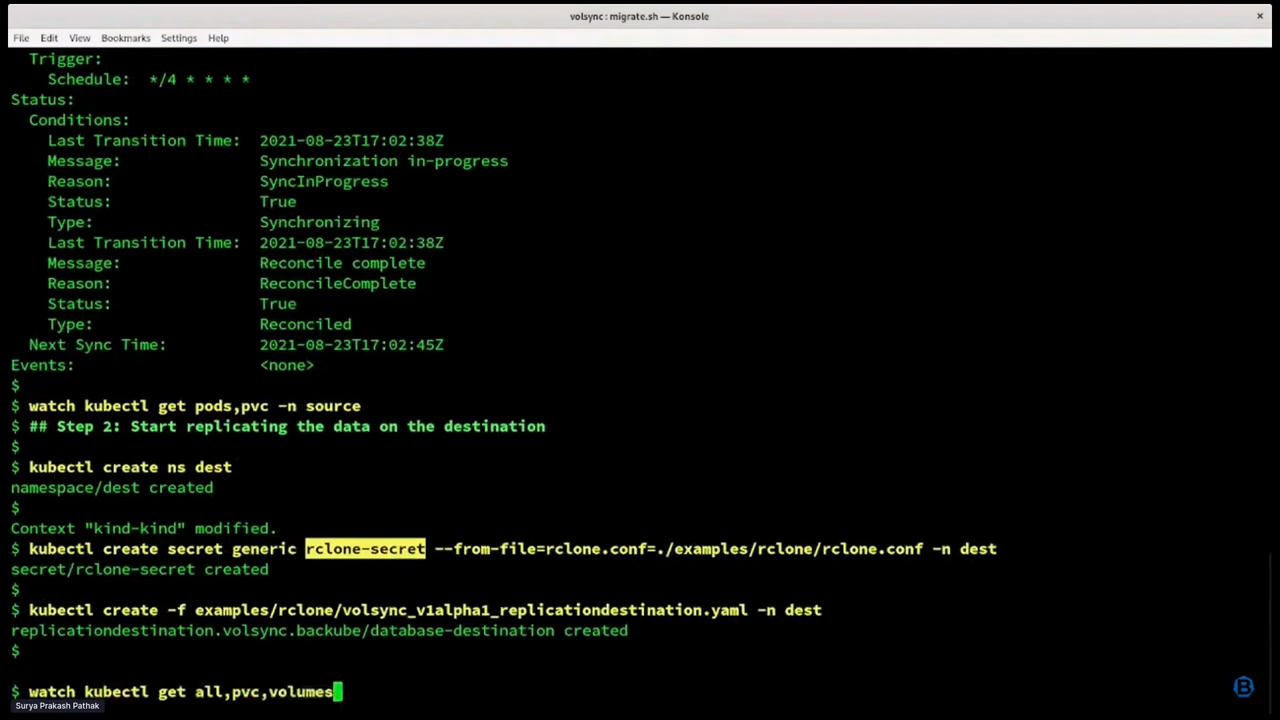 volsync : migrate.sh — Konsole
File Edit View Bookmarks Settings Help
Trigger:
Schedule: */4 * * * *
Status:
Conditions:
Last Transition Time: 2021-08-23T17:02:38Z
Message: Synchronization in-progress
Reason: SyncInProgress
Status: True
Type: Synchronizing
Last Transition Time: 2021-08-23T17:02:38Z
Message: Reconcile complete
Reason: ReconcileComplete
Status: True
Type: Reconciled
Next Sync Time: 2021-08-23T17:02:45Z
Events: <none>
$
$ watch kubectl get pods,pvc -n source
$ ## Step 2: Start replicating the data on the destination
$
$ kubectl create ns dest
namespace/dest created
$
Context "kind-kind" modified.
$ kubectl create secret generic rclone-secret --from-file=rclone.conf=./examples/rclone/rclone.conf -n dest
secret/rclone-secret created
$
$ kubectl create -f examples/rclone/volsync_v1alpha1_replicationdestination.yaml -n dest
replicationdestination.volsync.backube/database-destination created
$
$ watch kubectl get all,pvc,volumes
Surya Prakash Pathak
B